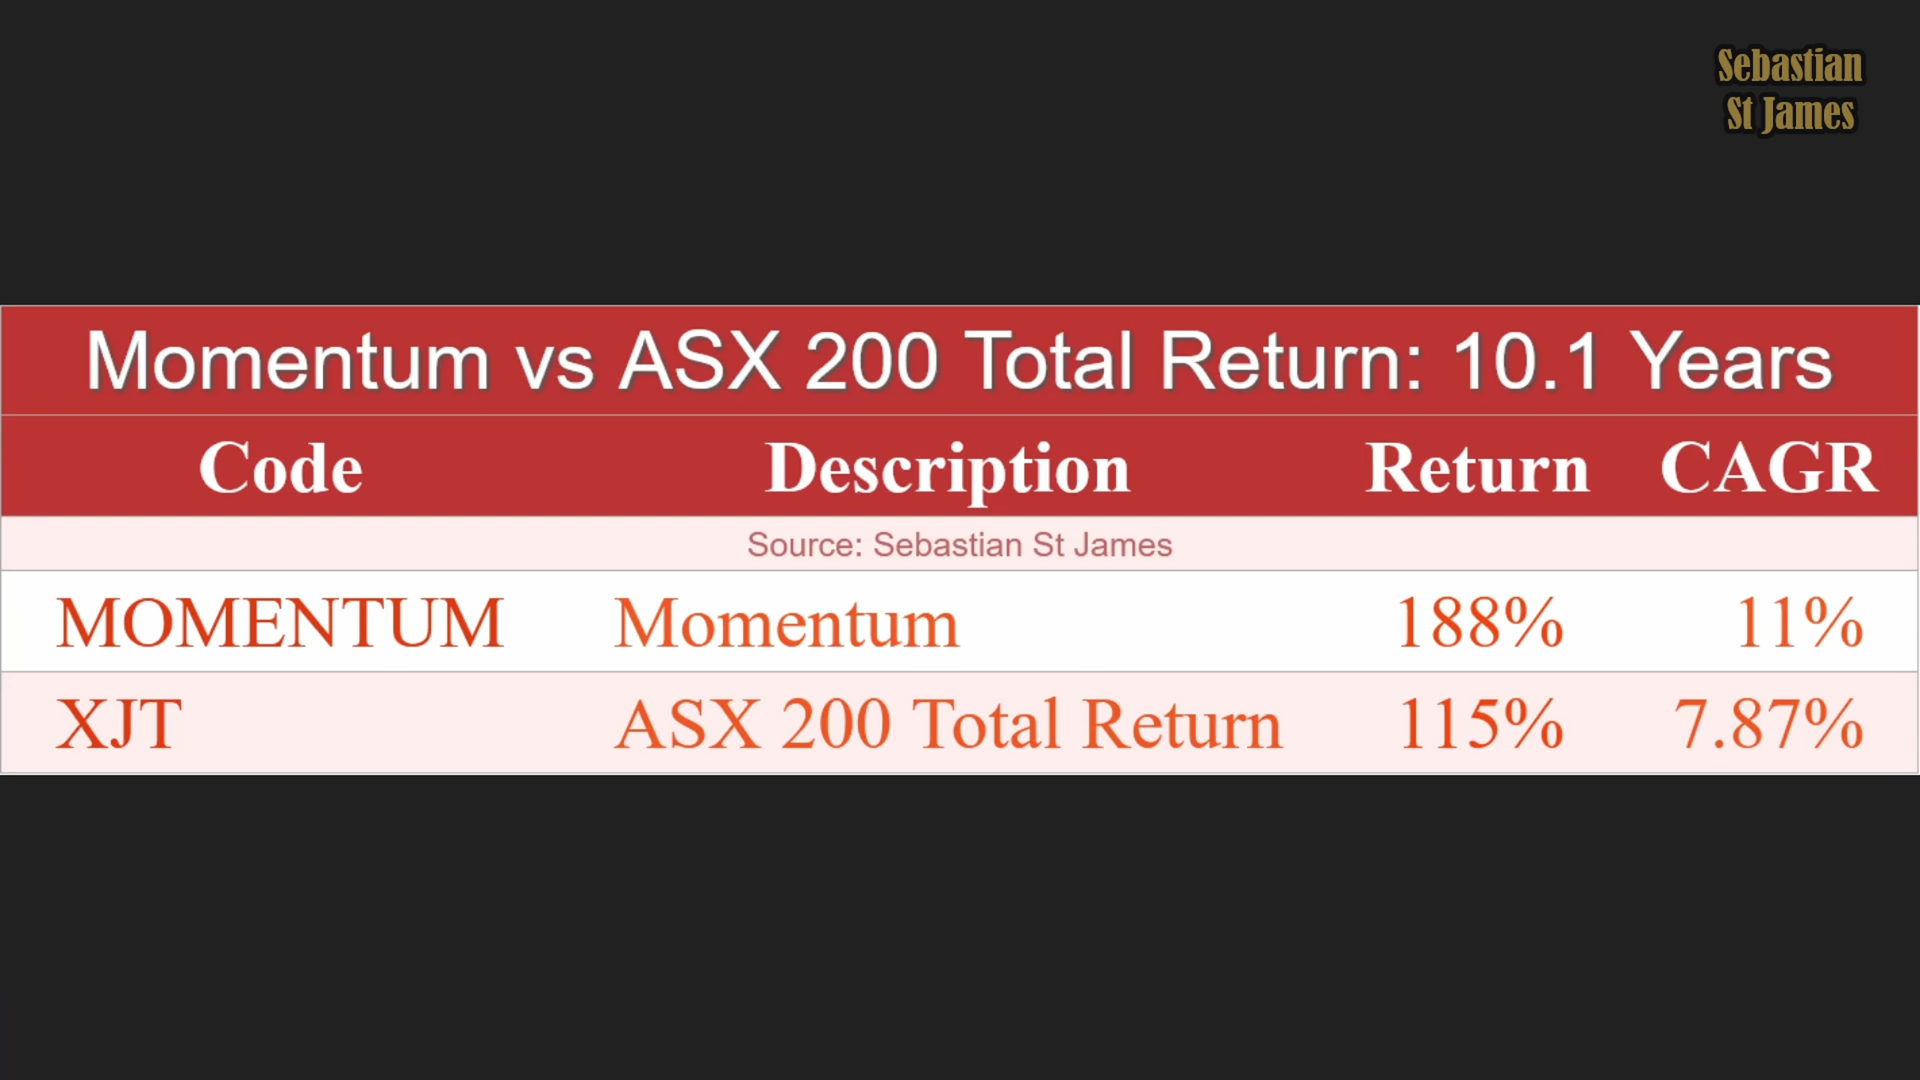 Sebastian
St James
Momentum vs ASX 200 Total Return: 10.1 Years
Code Description Return CAGR
Source: Sebastian St James
MOMENTUM Momentum 188% 11%
XJT ASX 200 Total Return 115% 7.87%